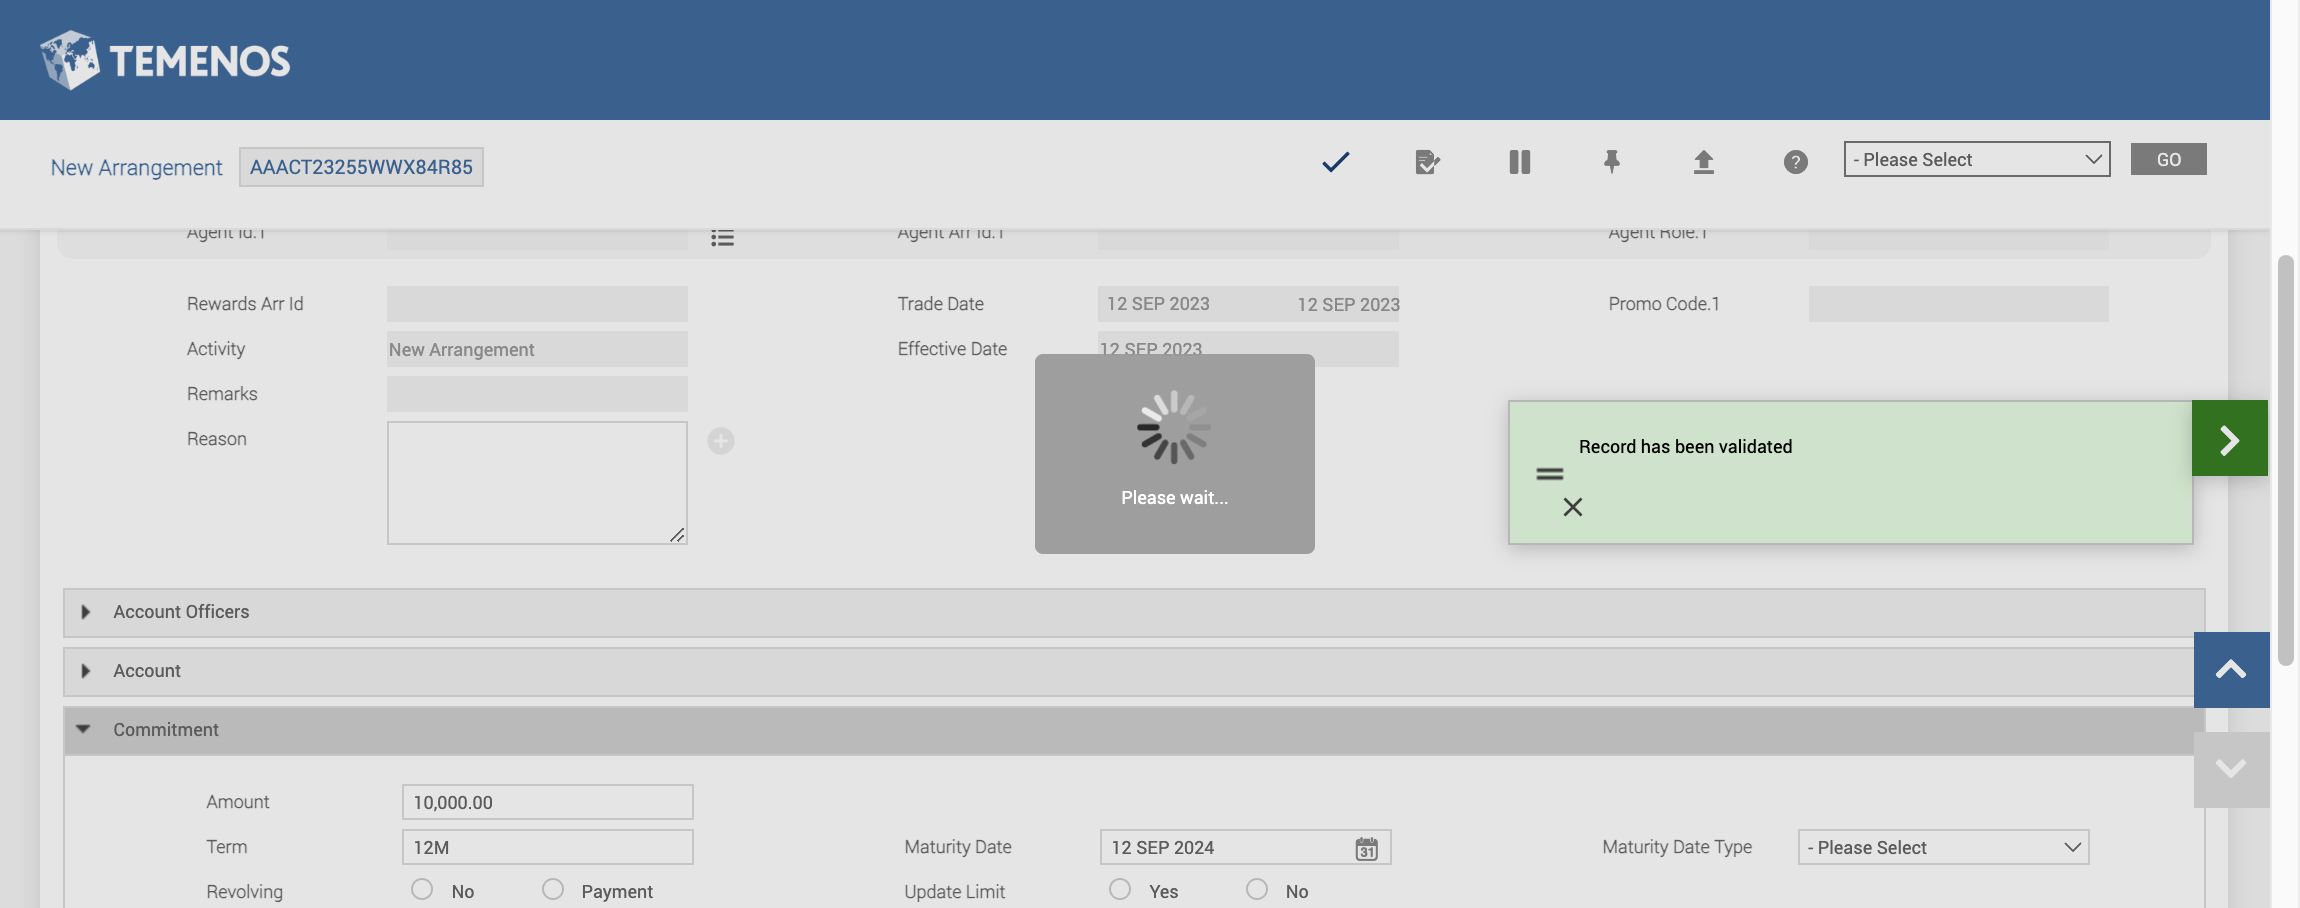 TEMENOS
New Arrangement AAACT23255WWX84R85 ? - Please Select GO
Agent Id.1 Agent Arr Id.1 Agent Role.1
Rewards Arr Id Trade Date 12 SEP 2023 12 SEP 2023 Promo Code.1
Activity New Arrangement Effective Date 12 SEP 2023
Remarks
Reason
Please wait...
Record has been validated
Account Officers
Account
Commitment
Amount 10,000.00
Term 12M Maturity Date 12 SEP 2024 31 Maturity Date Type - Please Select
Revolving No Payment Update Limit Yes No